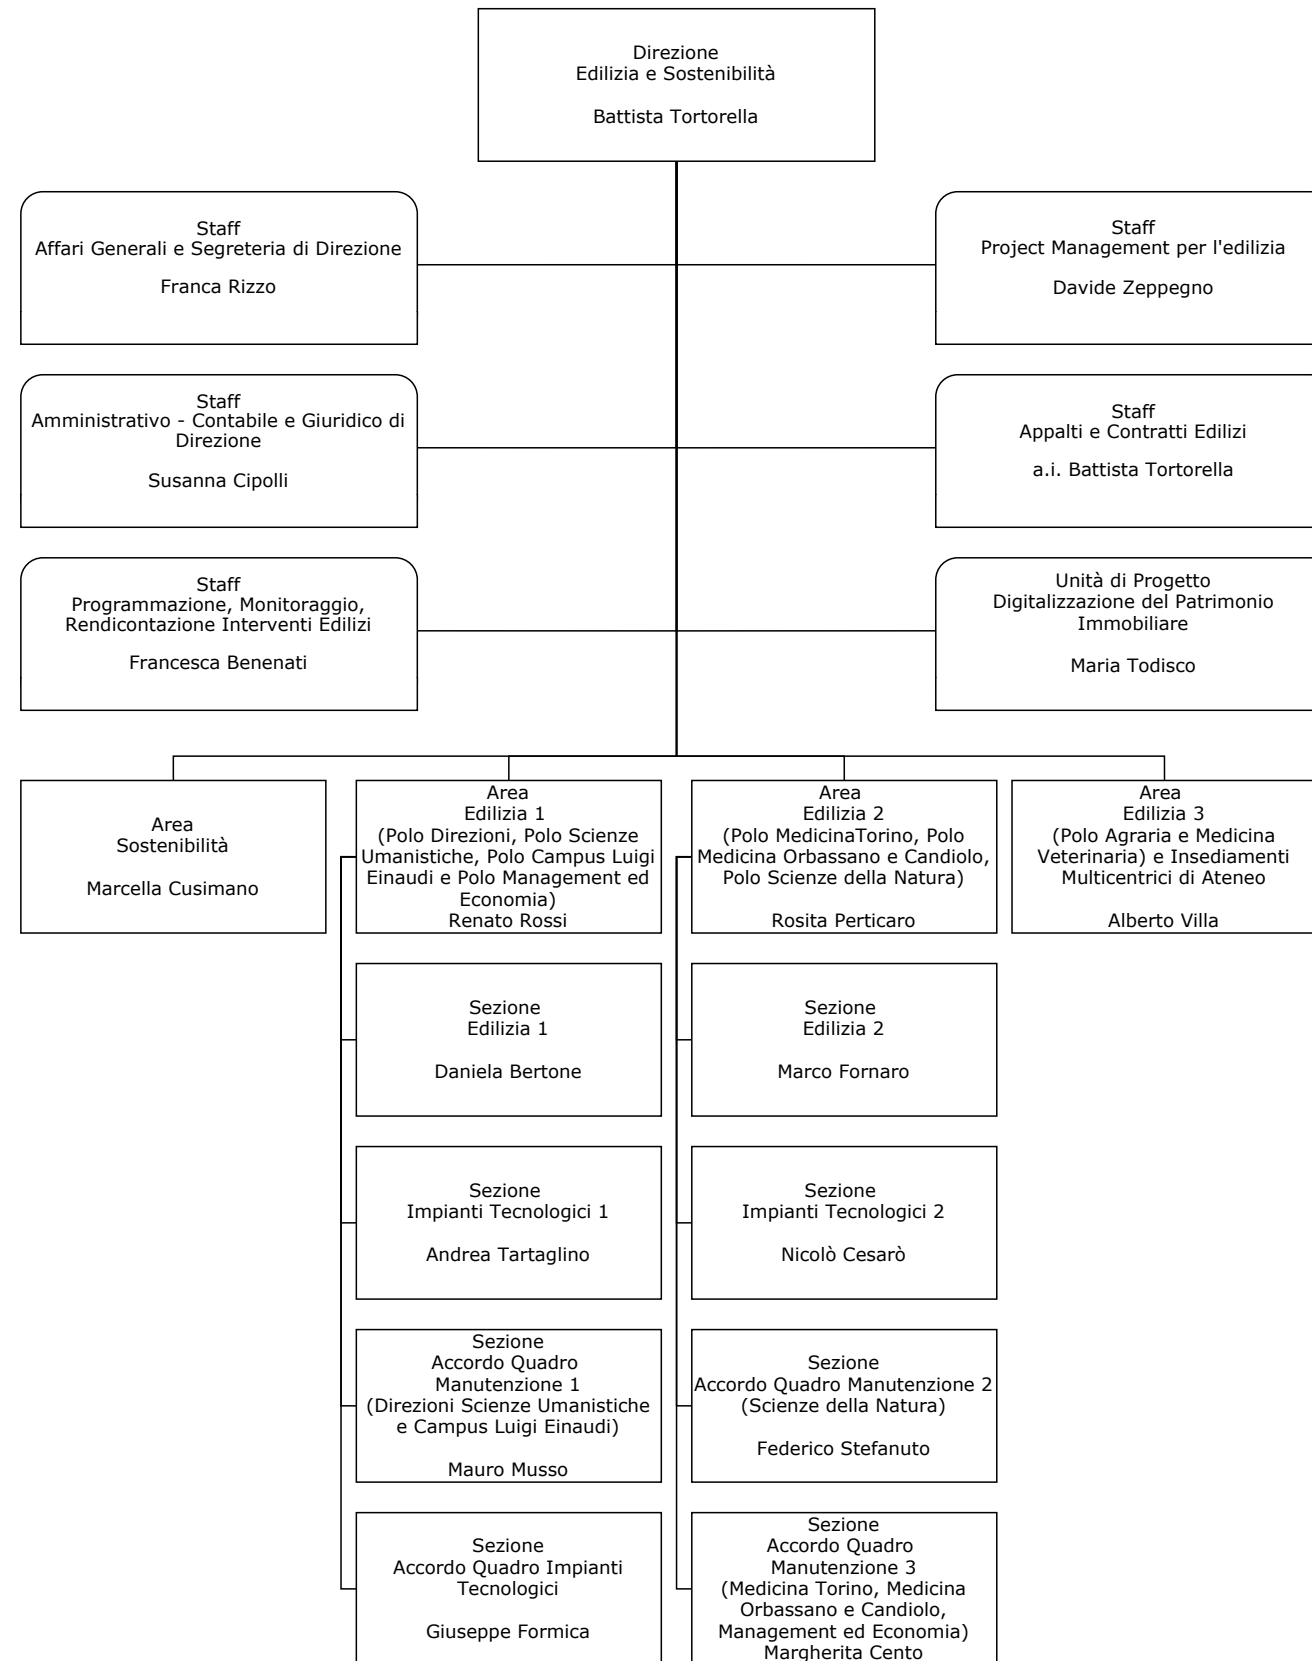 Direzione
Edilizia e Sostenibilità
Battista Tortorella
Staff
Affari Generali e Segreteria di Direzione
Franca Rizzo
Staff
Project Management per l'edilizia
Davide Zeppegno
Staff
Amministrativo - Contabile e Giuridico di
Direzione
Susanna Cipolli
Staff
Appalti e Contratti Edilizi
a.i. Battista Tortorella
Staff
Programmazione, Monitoraggio,
Rendicontazione Interventi Edilizi
Francesca Benenati
Unità di Progetto
Digitalizzazione del Patrimonio
Immobiliare
Maria Todisco
Area
Sostenibilità
Marcella Cusimano
Area
Edilizia 1
(Polo Direzioni, Polo Scienze
Umanistiche, Polo Campus Luigi
Einaudi e Polo Management ed
Economia)
Renato Rossi
Area
Edilizia 2
(Polo MedicinaTorino, Polo
Medicina Orbassano e Candiolo,
Polo Scienze della Natura)
Rosita Perticaro
Area
Edilizia 3
(Polo Agraria e Medicina
Veterinaria) e Insediamenti
Multicentrici di Ateneo
Alberto Villa
Sezione
Edilizia 1
Daniela Bertone
Sezione
Edilizia 2
Marco Fornaro
Sezione
Impianti Tecnologici 1
Andrea Tartaglino
Sezione
Impianti Tecnologici 2
Nicolò Cesarò
Sezione
Accordo Quadro
Manutenzione 1
(Direzioni Scienze Umanistiche
e Campus Luigi Einaudi)
Mauro Musso
Sezione
Accordo Quadro Manutenzione 2
(Scienze della Natura)
Federico Stefanuto
Sezione
Accordo Quadro Impianti
Tecnologici
Giuseppe Formica
Sezione
Accordo Quadro
Manutenzione 3
(Medicina Torino, Medicina
Orbassano e Candiolo,
Management ed Economia)
Margherita Cento